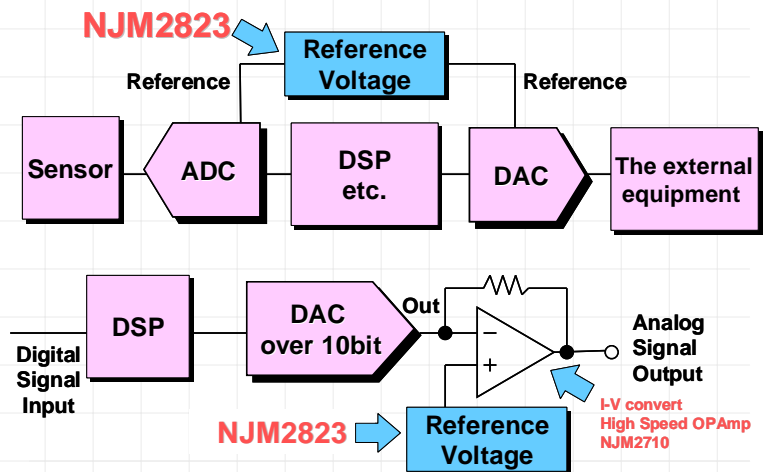 NJM2823
Reference
Voltage
Reference
Reference
Sensor
ADC
DSP
etc.
DAC
The external
equipment
DSP
DAC
over 10bit
Out
−
+
Analog
Signal
Output
Digital
Signal
Input
I-V convert
High Speed OPAmp
NJM2710
NJM2823
Reference
Voltage